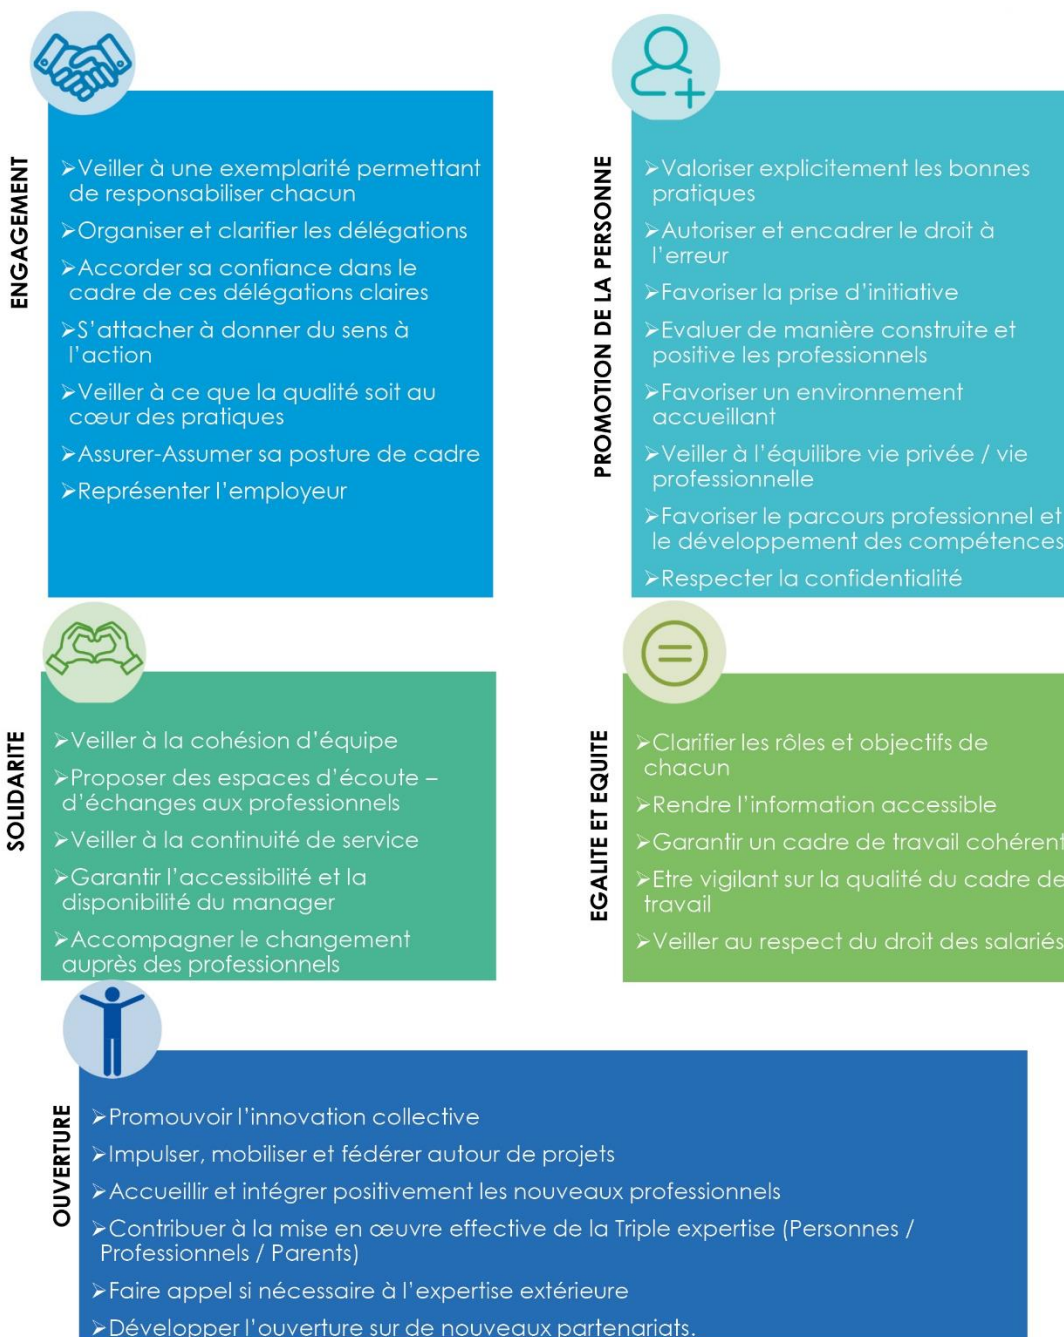 ENGAGEMENT
➢Veiller à une exemplarité permettant
de responsabiliser chacun
➢Organiser et clarifier les délégations
➢Accorder sa confiance dans le
cadre de ces délégations claires
➢S’attacher à donner du sens à
l’action
➢Veiller à ce que la qualité soit au
cœur des pratiques
➢Assurer-Assumer sa posture de cadre
➢Représenter l’employeur
PROMOTION DE LA PERSONNE
➢Valoriser explicitement les bonnes
pratiques
➢Autoriser et encadrer le droit à
l’erreur
➢Favoriser la prise d’initiative
➢Evaluer de manière construite et
positive les professionnels
➢Favoriser un environnement
accueillant
➢Veiller à l’équilibre vie privée / vie
professionnelle
➢Favoriser le parcours professionnel et
le développement des compétences
➢Respecter la confidentialité
SOLIDARITE
➢Veiller à la cohésion d’équipe
➢Proposer des espaces d’écoute –
d’échanges aux professionnels
➢Veiller à la continuité de service
➢Garantir l’accessibilité et la
disponibilité du manager
➢Accompagner le changement
auprès des professionnels
EGALITE ET EQUITE
➢Clarifier les rôles et objectifs de
chacun
➢Rendre l’information accessible
➢Garantir un cadre de travail cohérent
➢Etre vigilant sur la qualité du cadre de
travail
➢Veiller au respect du droit des salariés
OUVERTURE
➢Promouvoir l’innovation collective
➢Impulser, mobiliser et fédérer autour de projets
➢Accueillir et intégrer positivement les nouveaux professionnels
➢Contribuer à la mise en œuvre effective de la Triple expertise (Personnes /
Professionnels / Parents)
➢Faire appel si nécessaire à l’expertise extérieure
➢Développer l’ouverture sur de nouveaux partenariats.